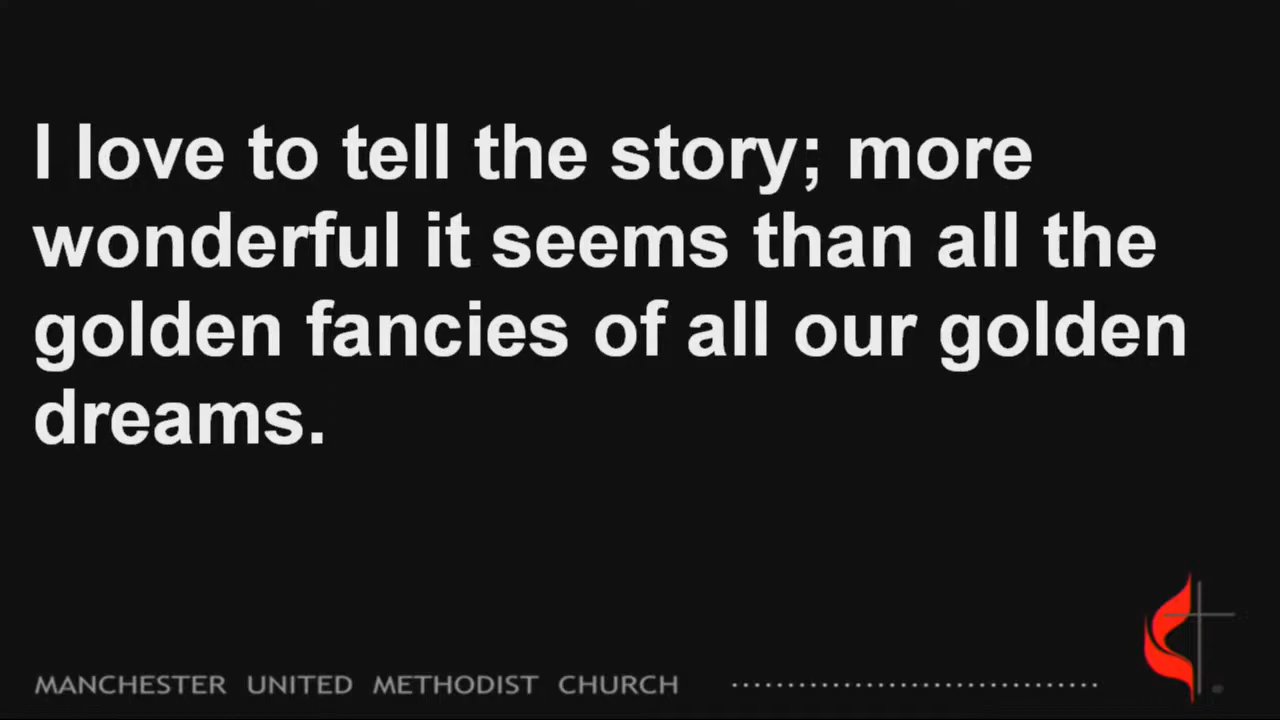 I love to tell the story; more
wonderful it seems than all the
golden fancies of all our golden
dreams.
MANCHESTER UNITED METHODIST CHURCH